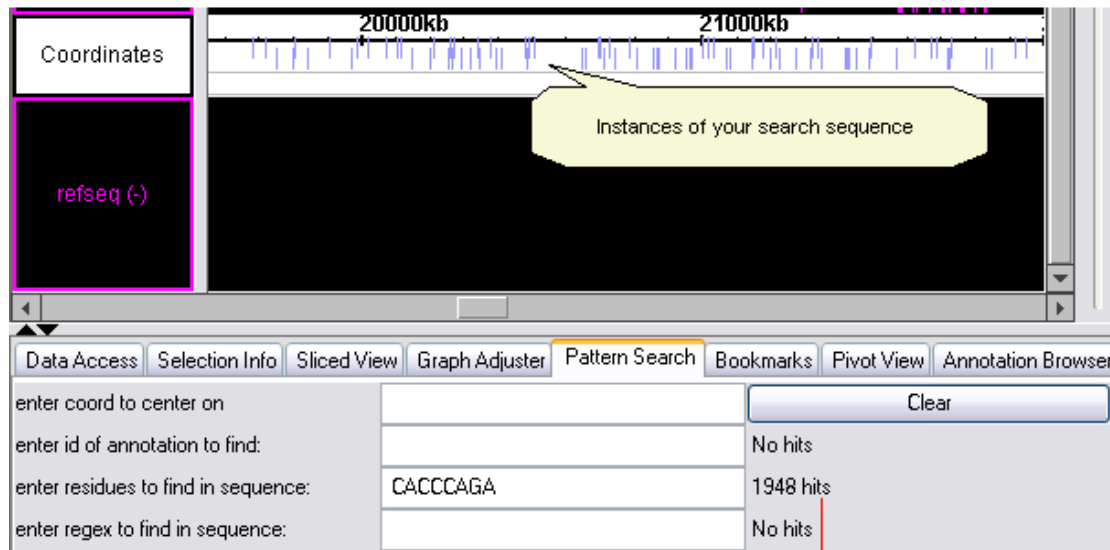 20000kb 21000kb
Coordinates
Instances of your search sequence
refseq (-)
Data Access Selection Info Sliced View Graph Adjuster Pattern Search Bookmarks Pivot View Annotation Browser
enter coord to center on Clear
enter id of annotation to find: No hits
enter residues to find in sequence: CACCCAGA 1948 hits
enter regex to find in sequence: No hits